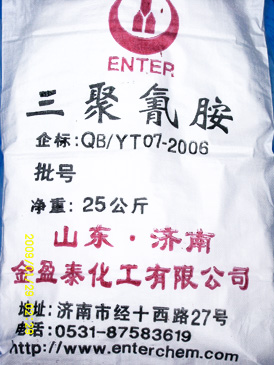 ENTER
三聚氰胺
企标:QB/YT07-2006
批号
净重:25公斤
山东·济南
金盈泰化工有限公司
地址:济南市经十西路27号
电话:0531-87583619
http://www.enterchem.com